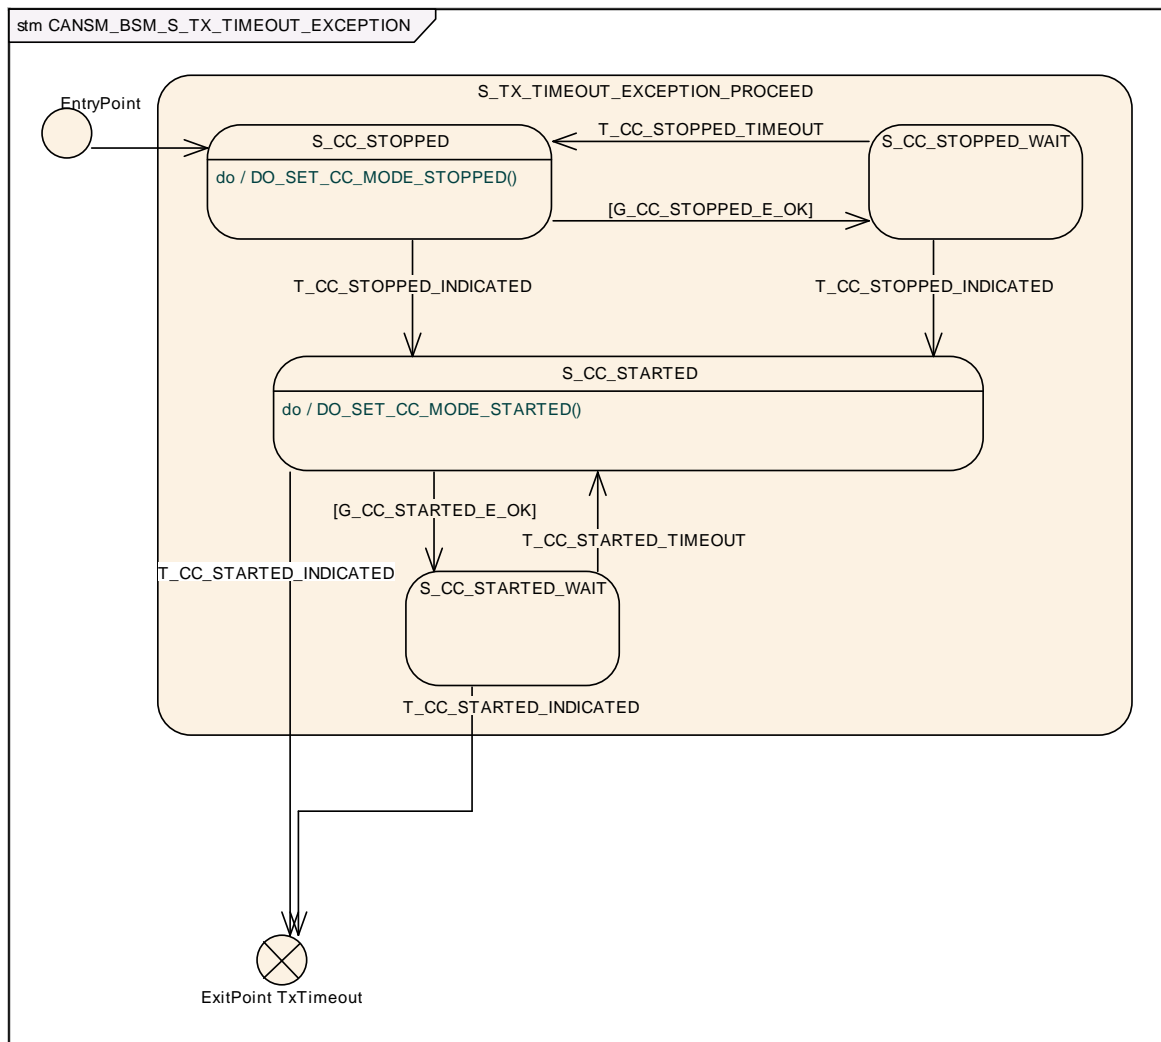 stm CANSM_BSM_S_TX_TIMEOUT_EXCEPTION
S_TX_TIMEOUT_EXCEPTION_PROCEED
EntryPoint
T_CC_STOPPED_TIMEOUT
S_CC_STOPPED
S_CC_STOPPED_WAIT
do / DO_SET_CC_MODE_STOPPED()
[G_CC_STOPPED_E_OK]
T_CC_STOPPED_INDICATED
T_CC_STOPPED_INDICATED
S_CC_STARTED
do / DO_SET_CC_MODE_STARTED()
[G_CC_STARTED_E_OK]
T_CC_STARTED_TIMEOUT
T_CC_STARTED_INDICATED
S_CC_STARTED_WAIT
T_CC_STARTED_INDICATED
ExitPoint TxTimeout